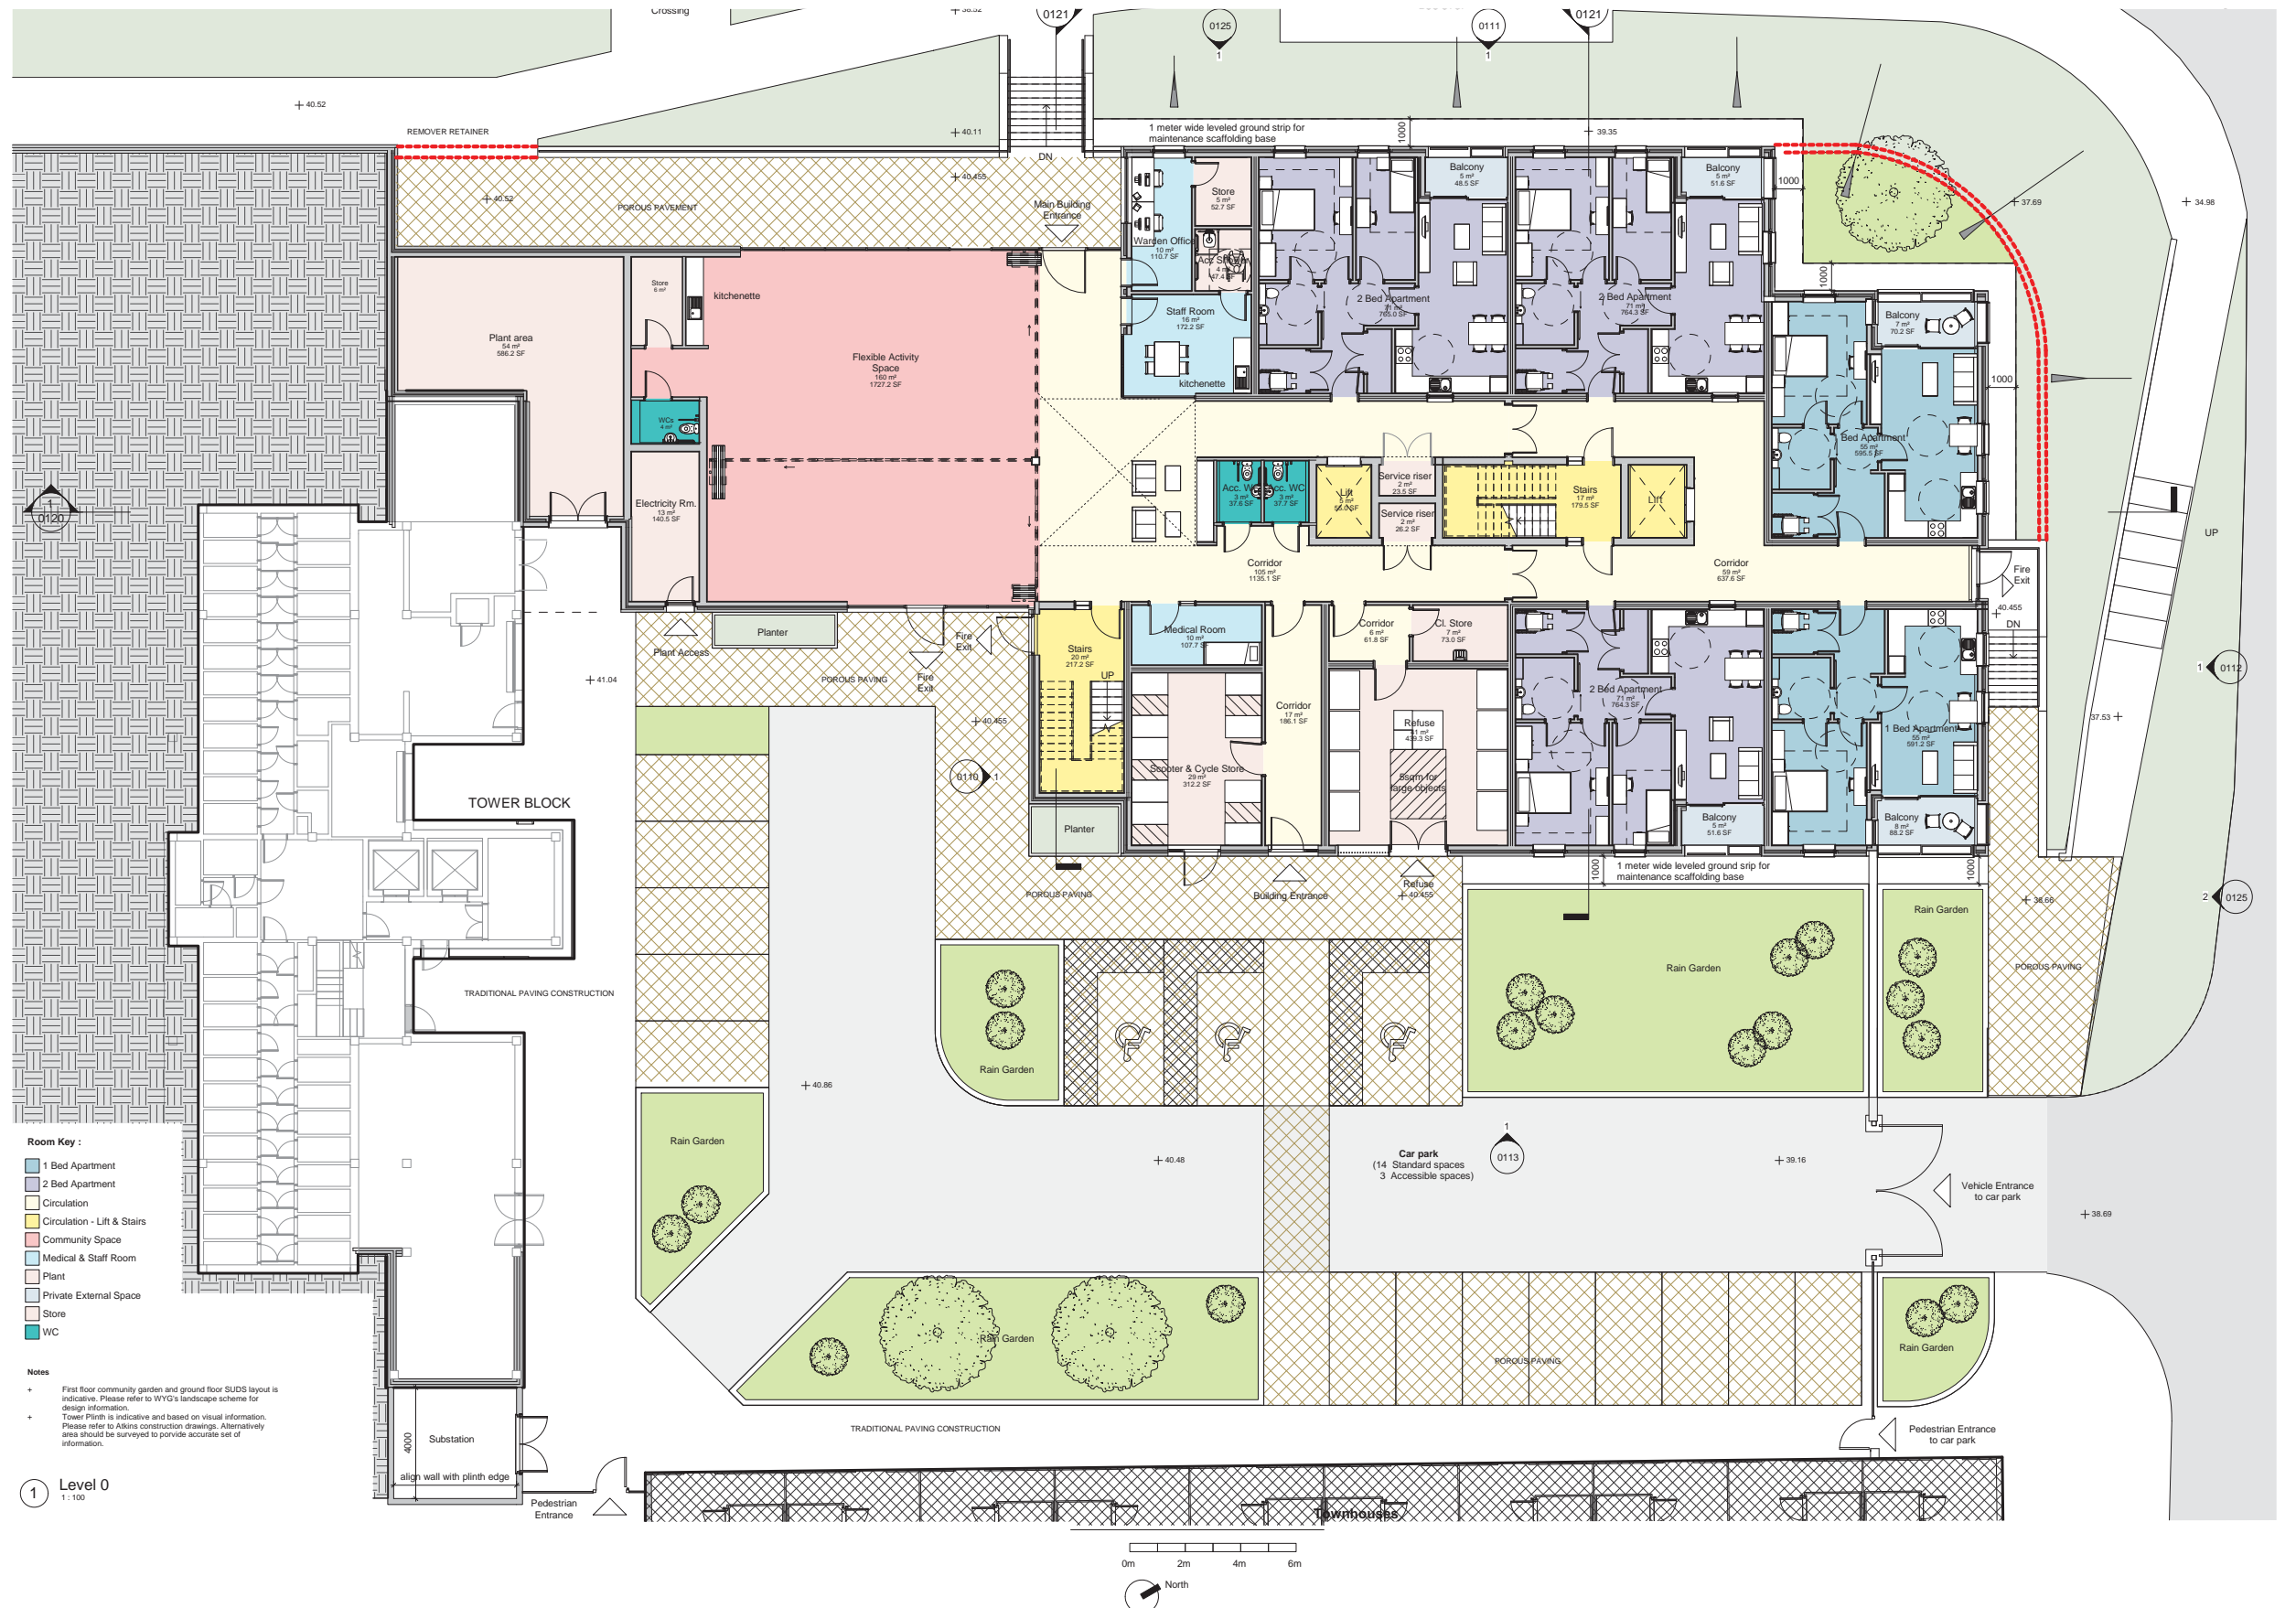 Crossing
38.52
0121
0125
1
0111
1
0121
40.52
REMOVER RETAINER
40.11
DN
1 meter wide leveled ground strip for
maintenance scaffolding base
1000
39.35
40.52
POROUS PAVEMENT
40.455
Main Building
Entrance
Warden Office
10 m²
110.7 SF
Store
5 m²
52.7 SF
4 m²
47.4 SF
Balcony
5 m²
48.5 SF
Balcony
5 m²
51.6 SF
1000
37.69
34.98
1000
Store
6 m²
kitchenette
Plant area
54 m²
586.2 SF
Flexible Activity
Space
160 m²
1727.2 SF
Staff Room
16 m²
172.2 SF
kitchenette
2 Bed Apartment
71 m²
765.0 SF
2 Bed Apartment
71 m²
764.3 SF
Balcony
7 m²
70.2 SF
1000
WCs
4 m²
Bed Apartment
55 m²
595.5 SF
1
0120
Electricity Rm.
13 m²
140.5 SF
Acc. WC
3 m²
37.6 SF
Acc. WC
3 m²
37.7 SF
Lift
5 m²
Service riser
2 m²
23.5 SF
Service riser
2 m²
26.2 SF
Stairs
17 m²
179.5 SF
Lift
UP
Corridor
105 m²
1135.1 SF
Corridor
59 m²
637.6 SF
Fire
Exit
40.455
DN
Planter
Plant Access
Fire
Exit
Fire
Exit
Stairs
20 m²
217.2 SF
UP
Medical Room
10 m²
107.7 SF
Corridor
6 m²
61.8 SF
Cl. Store
7 m²
73.0 SF
41.04
POROUS PAVING
40.455
Corridor
17 m²
186.1 SF
Refuse
41 m²
439.3 SF
2 Bed Apartment
71 m²
764.3 SF
1 Bed Apartment
55 m²
591.2 SF
1
0112
37.53
0110
1
Scooter & Cycle Store
29 m²
312.2 SF
8sqm for
large objects
TOWER BLOCK
Planter
Balcony
5 m²
51.6 SF
Balcony
8 m²
88.2 SF
POROUS PAVING
Building Entrance
Refuse
40.455
1000
1 meter wide leveled ground srip for
maintenance scaffolding base
1000
2
0125
38.66
Rain Garden
Rain Garden
POROUS PAVING
TRADITIONAL PAVING CONSTRUCTION
Rain Garden
40.86
Rain Garden
40.48
Car park
(14 Standard spaces
3 Accessible spaces)
1
0113
39.16
Vehicle Entrance
to car park
38.69
Room Key :
1 Bed Apartment
2 Bed Apartment
Circulation
Circulation - Lift & Stairs
Community Space
Medical & Staff Room
Plant
Private External Space
Store
WC
Rain Garden
POROUS PAVING
Rain Garden
Notes
+ First floor community garden and ground floor SUDS layout is
indicative. Please refer to WYG's landscape scheme for
design information.
+ Tower Plinth is indicative and based on visual information.
Please refer to Atkins construction drawings. Alternatively
area should be surveyed to porvide accurate set of
information.
TRADITIONAL PAVING CONSTRUCTION
Pedestrian Entrance
to car park
4000
Substation
align wall with plinth edge
1
Level 0
1 : 100
Pedestrian
Entrance
Townhouses
0m
2m
4m
6m
North